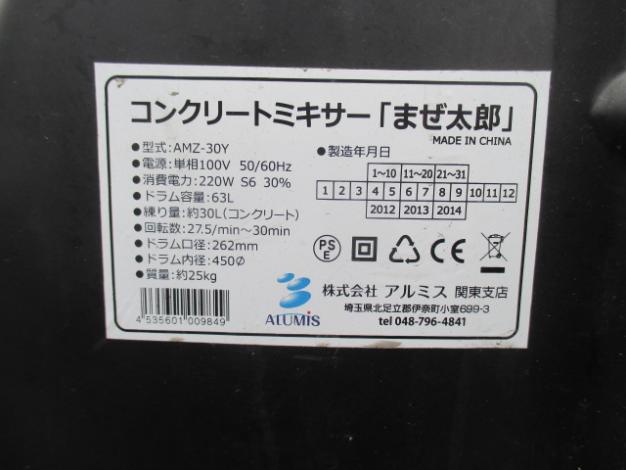 コンクリートミキサー「まぜ太郎」
MADE IN CHINA
●型式:AMZ-30Y
●電源:単相100V 50/60Hz
●消費電力:220W S6 30%
●ドラム容量:63L
●練り量:約30L(コンクリート)
●回転数:27.5/min〜30min
●ドラム口径:262mm
●ドラム内径:450Ø
●質量:約25kg
4 535601 009849
●製造年月日
1〜10 11〜20 21〜31
1 2 3 4 5 6 7 8 9 10 11 12
2012 2013 2014
PSE
CE
ALUMiS
株式会社 アルミス 関東支店
埼玉県北足立郡伊奈町小室699-3
tel 048-796-4841